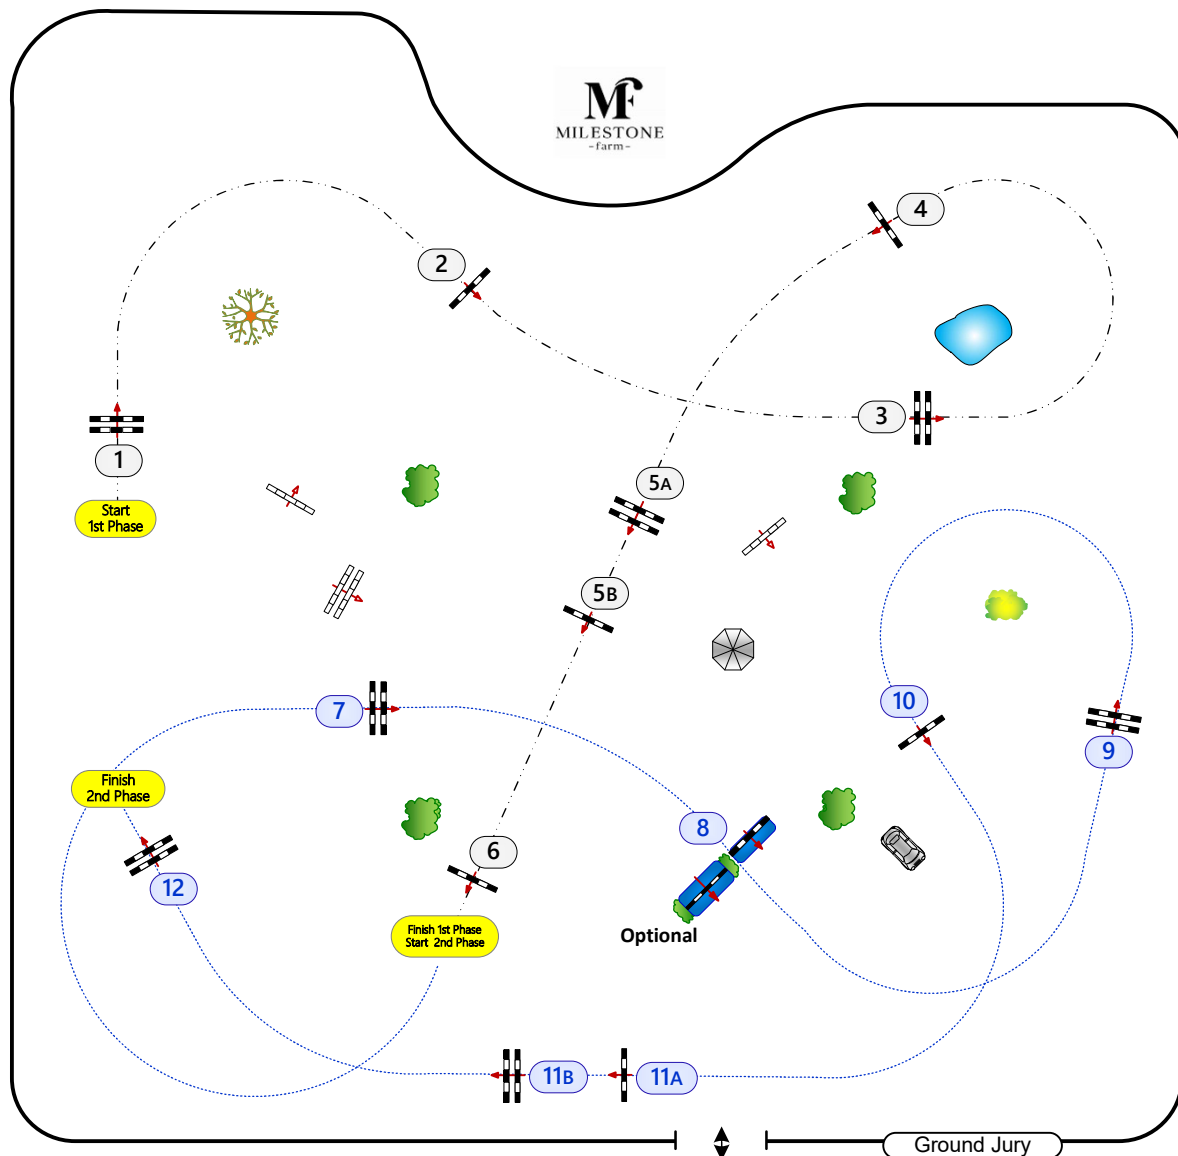 MF
MILESTONE
-farm-
4
2
3
1
5A
Start
1st Phase
5B
10
7
9
Finish
2nd Phase
8
6
12
Finish 1st Phase
Start 2nd Phase
Optional
11B
11A
Ground Jury